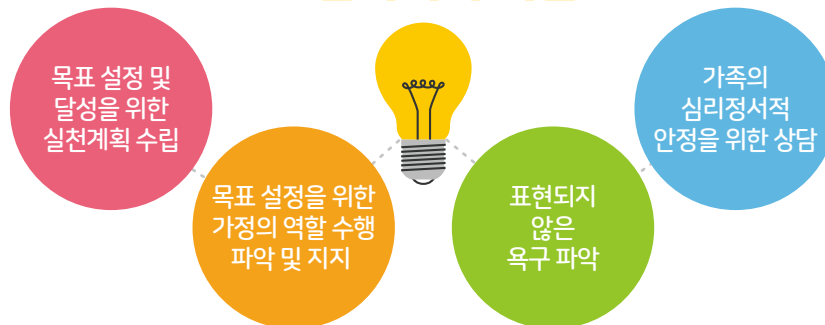 목표 설정 및
달성을 위한
실천계획 수립
목표 설정을 위한
가정의 역할 수행
파악 및 지지
표현되지
않은
욕구 파악
가족의
심리정서적
안정을 위한 상담